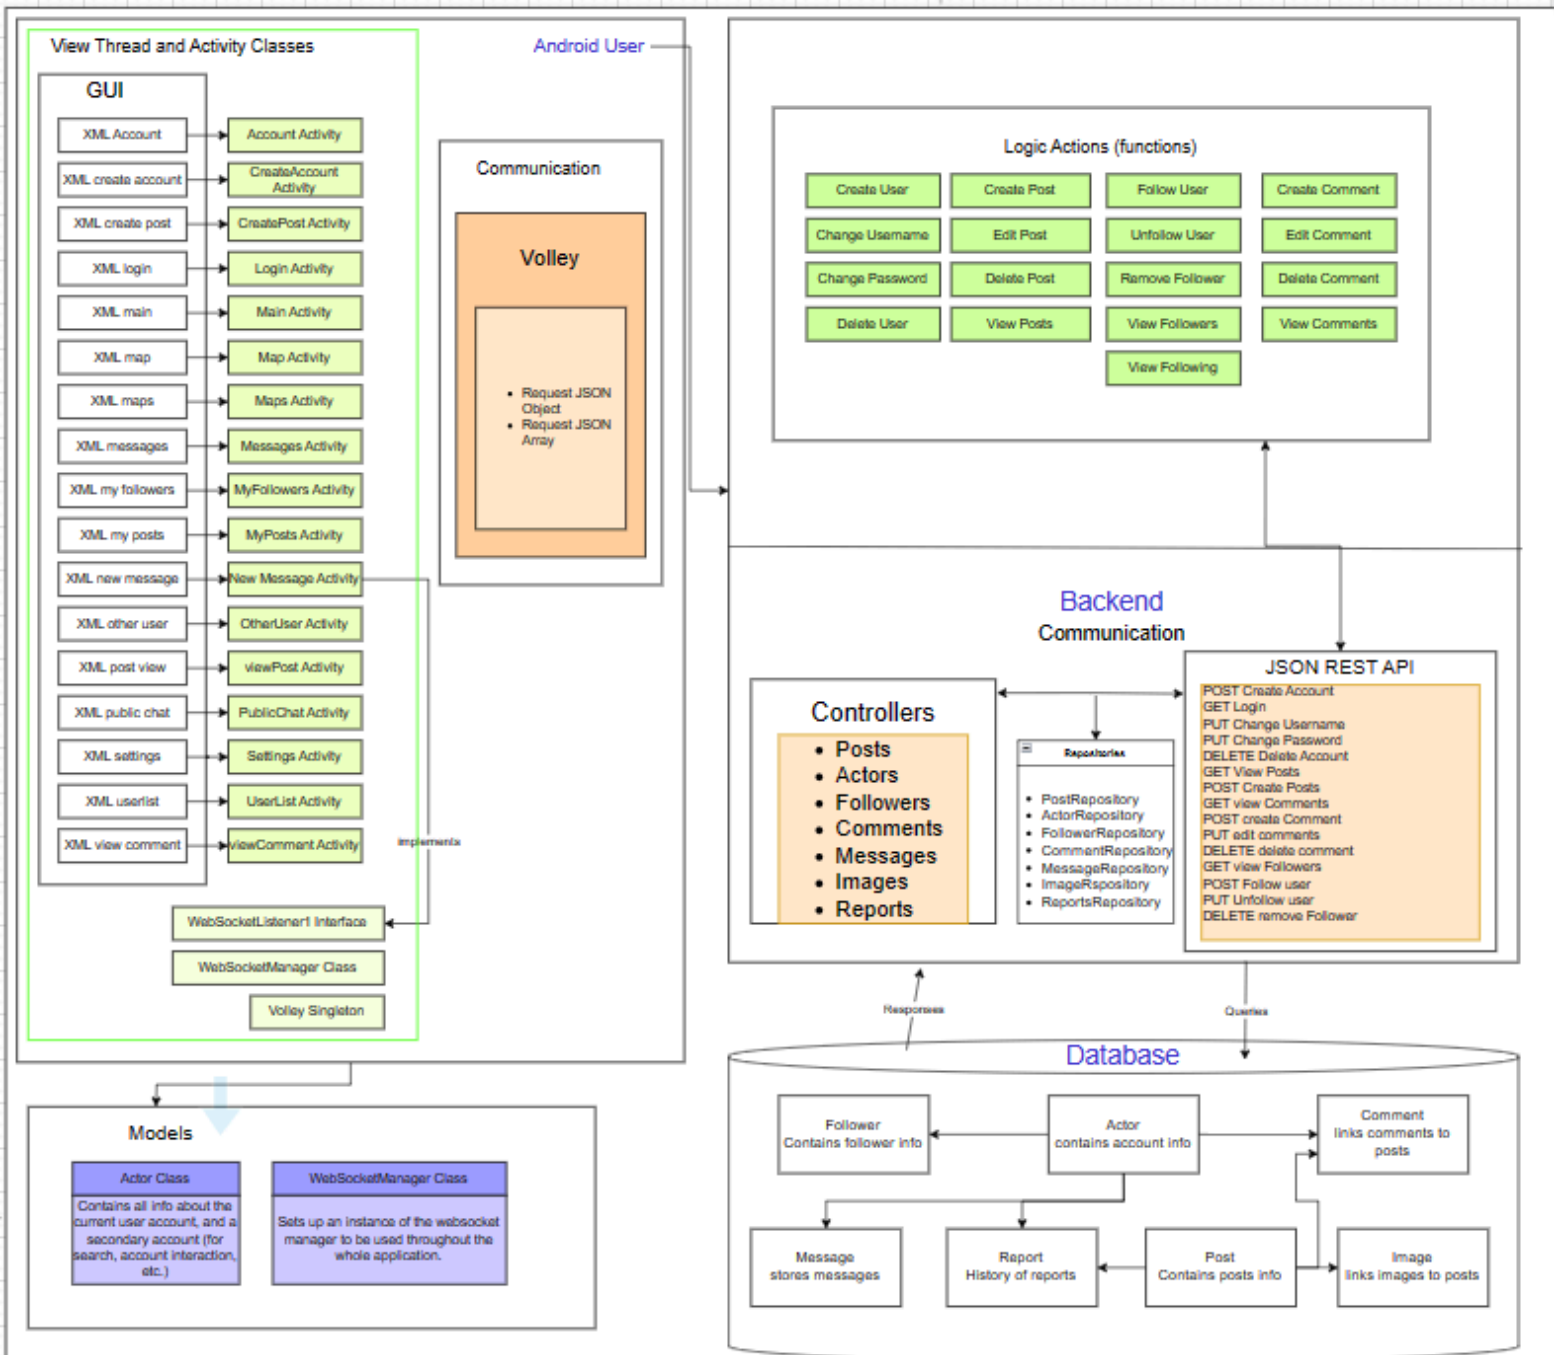 View Thread and Activity Classes
Android User
GUI
XML Account
Account Activity
XML create account
CreateAccount
Activity
XML create post
CreatePost Activity
XML login
Login Activity
XML main
Main Activity
XML map
Map Activity
XML maps
Maps Activity
XML messages
Messages Activity
XML my followers
MyFollowers Activity
XML my posts
MyPosts Activity
XML new message
New Message Activity
XML other user
OtherUser Activity
XML post view
viewPost Activity
XML public chat
PublicChat Activity
XML settings
Settings Activity
XML userlist
UserList Activity
XML view comment
viewComment Activity
implements
WebSocketListener1 Interface
WebSocketManager Class
Volley Singleton
Communication
Volley
• Request JSON
Object
• Request JSON
Array
Models
Actor Class
Contains all info about the
current user account, and a
secondary account (for
search, account interaction,
etc.)
WebSocketManager Class
Sets up an instance of the websocket
manager to be used throughout the
whole application.
Logic Actions (functions)
Create User
Create Post
Follow User
Create Comment
Change Username
Edit Post
Unfollow User
Edit Comment
Change Password
Delete Post
Remove Follower
Delete Comment
Delete User
View Posts
View Followers
View Comments
View Following
Backend
Communication
Controllers
• Posts
• Actors
• Followers
• Comments
• Messages
• Images
• Reports
Repositories
• PostRepository
• ActorRepository
• FollowerRepository
• CommentRepository
• MessageRepository
• ImageRspository
• ReportsRepository
JSON REST API
POST Create Account
GET Login
PUT Change Username
PUT Change Password
DELETE Delete Account
GET View Posts
POST Create Posts
GET view Comments
POST create Comment
PUT edit comments
DELETE delete comment
GET view Followers
POST Follow user
PUT Unfollow user
DELETE remove Follower
Responses
Queries
Database
Follower
Contains follower info
Actor
contains account info
Comment
links comments to
posts
Message
stores messages
Report
History of reports
Post
Contains posts info
Image
links images to posts